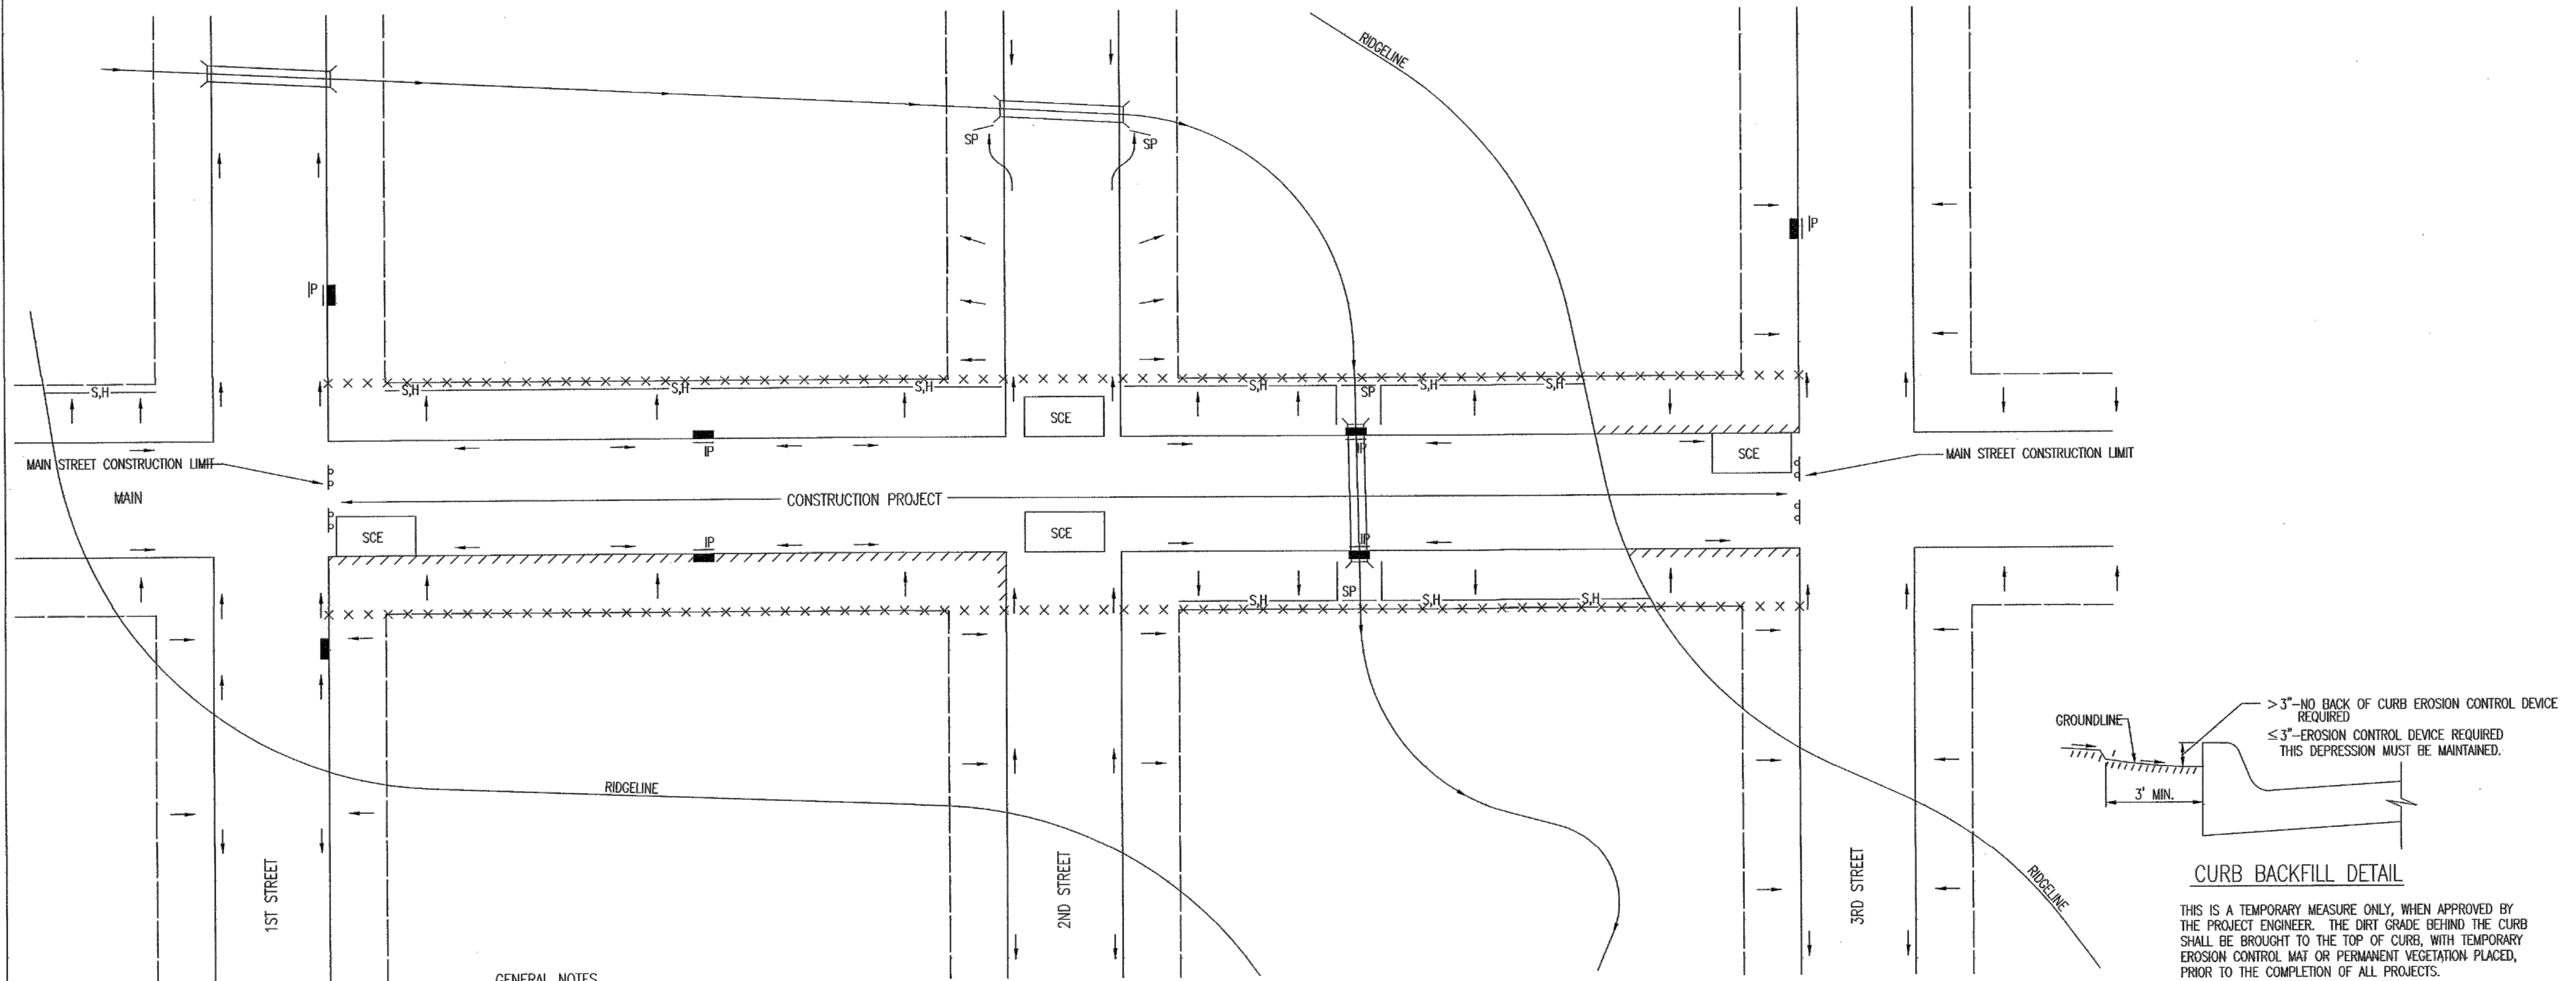 RIDGELINE
SP
SP
IP
IP
S,H
S,H
S,H
S,H
S,H
SP
S,H
S,H
SCE
MAIN STREET CONSTRUCTION LIMIT
MAIN
IP
IP
SCE
MAIN STREET CONSTRUCTION LIMIT
CONSTRUCTION PROJECT
SCE
SCE
IP
IP
S,H
SP
S,H
S,H
RIDGELINE
1ST STREET
2ND STREET
3RD STREET
RIDGELINE
GROUNDLINE
>3"-NO BACK OF CURB EROSION CONTROL DEVICE
REQUIRED
≤3"-EROSION CONTROL DEVICE REQUIRED
THIS DEPRESSION MUST BE MAINTAINED.
3' MIN.
CURB BACKFILL DETAIL
THIS IS A TEMPORARY MEASURE ONLY, WHEN APPROVED BY
THE PROJECT ENGINEER. THE DIRT GRADE BEHIND THE CURB
SHALL BE BROUGHT TO THE TOP OF CURB, WITH TEMPORARY
EROSION CONTROL MAT OR PERMANENT VEGETATION PLACED,
PRIOR TO THE COMPLETION OF ALL PROJECTS.
GENERAL NOTES